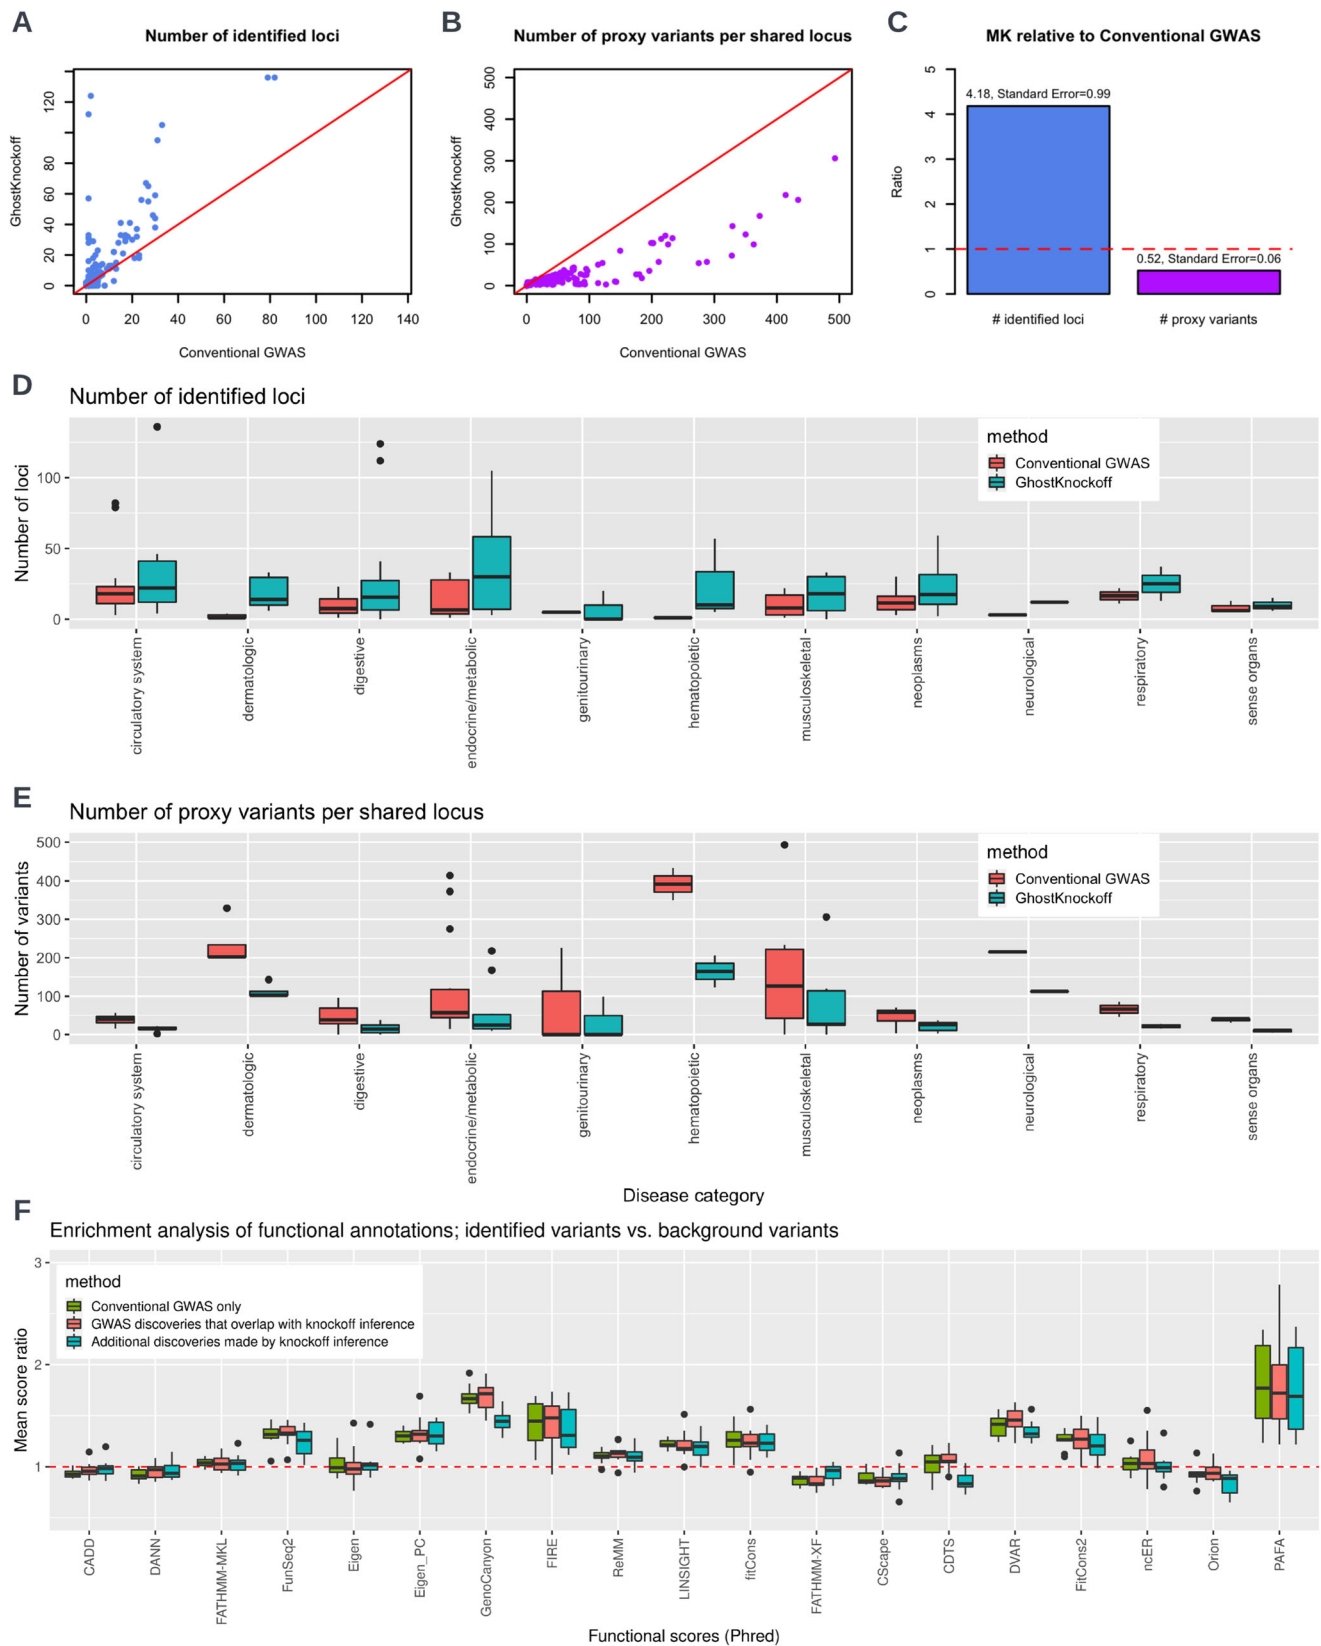 A
Number of identified loci
GhostKnockoff
120
80
60
40
20
0
0 20 40 60 80 100 120 140
Conventional GWAS
B
Number of proxy variants per shared locus
GhostKnockoff
500
400
300
200
100
0
0 100 200 300 400 500
Conventional GWAS
C
MK relative to Conventional GWAS
Ratio
5
4
3
2
1
0
4.18, Standard Error=0.99
0.52, Standard Error=0.06
# identified loci # proxy variants
D
Number of identified loci
Number of loci
100
50
0
method
Conventional GWAS
GhostKnockoff
circulatory system
dermatologic
digestive
endocrine/metabolic
genitourinary
hematopoietic
musculoskeletal
neoplasms
neurological
respiratory
sense organs
E
Number of proxy variants per shared locus
Number of variants
500
400
300
200
100
0
method
Conventional GWAS
GhostKnockoff
circulatory system
dermatologic
digestive
endocrine/metabolic
genitourinary
hematopoietic
musculoskeletal
neoplasms
neurological
respiratory
sense organs
Disease category
F
Enrichment analysis of functional annotations; identified variants vs. background variants
Mean score ratio
3
2
1
method
Conventional GWAS only
GWAS discoveries that overlap with knockoff inference
Additional discoveries made by knockoff inference
CADD
DANN
FATHMM-MKL
FunSeq2
Eigen
Eigen_PC
GenoCanyon
FIRE
ReMM
LINSIGHT
fitCons
FATHMM-XF
CScape
CDTS
DVAR
FitCons2
ncER
Orion
PAFA
Functional scores (Phred)